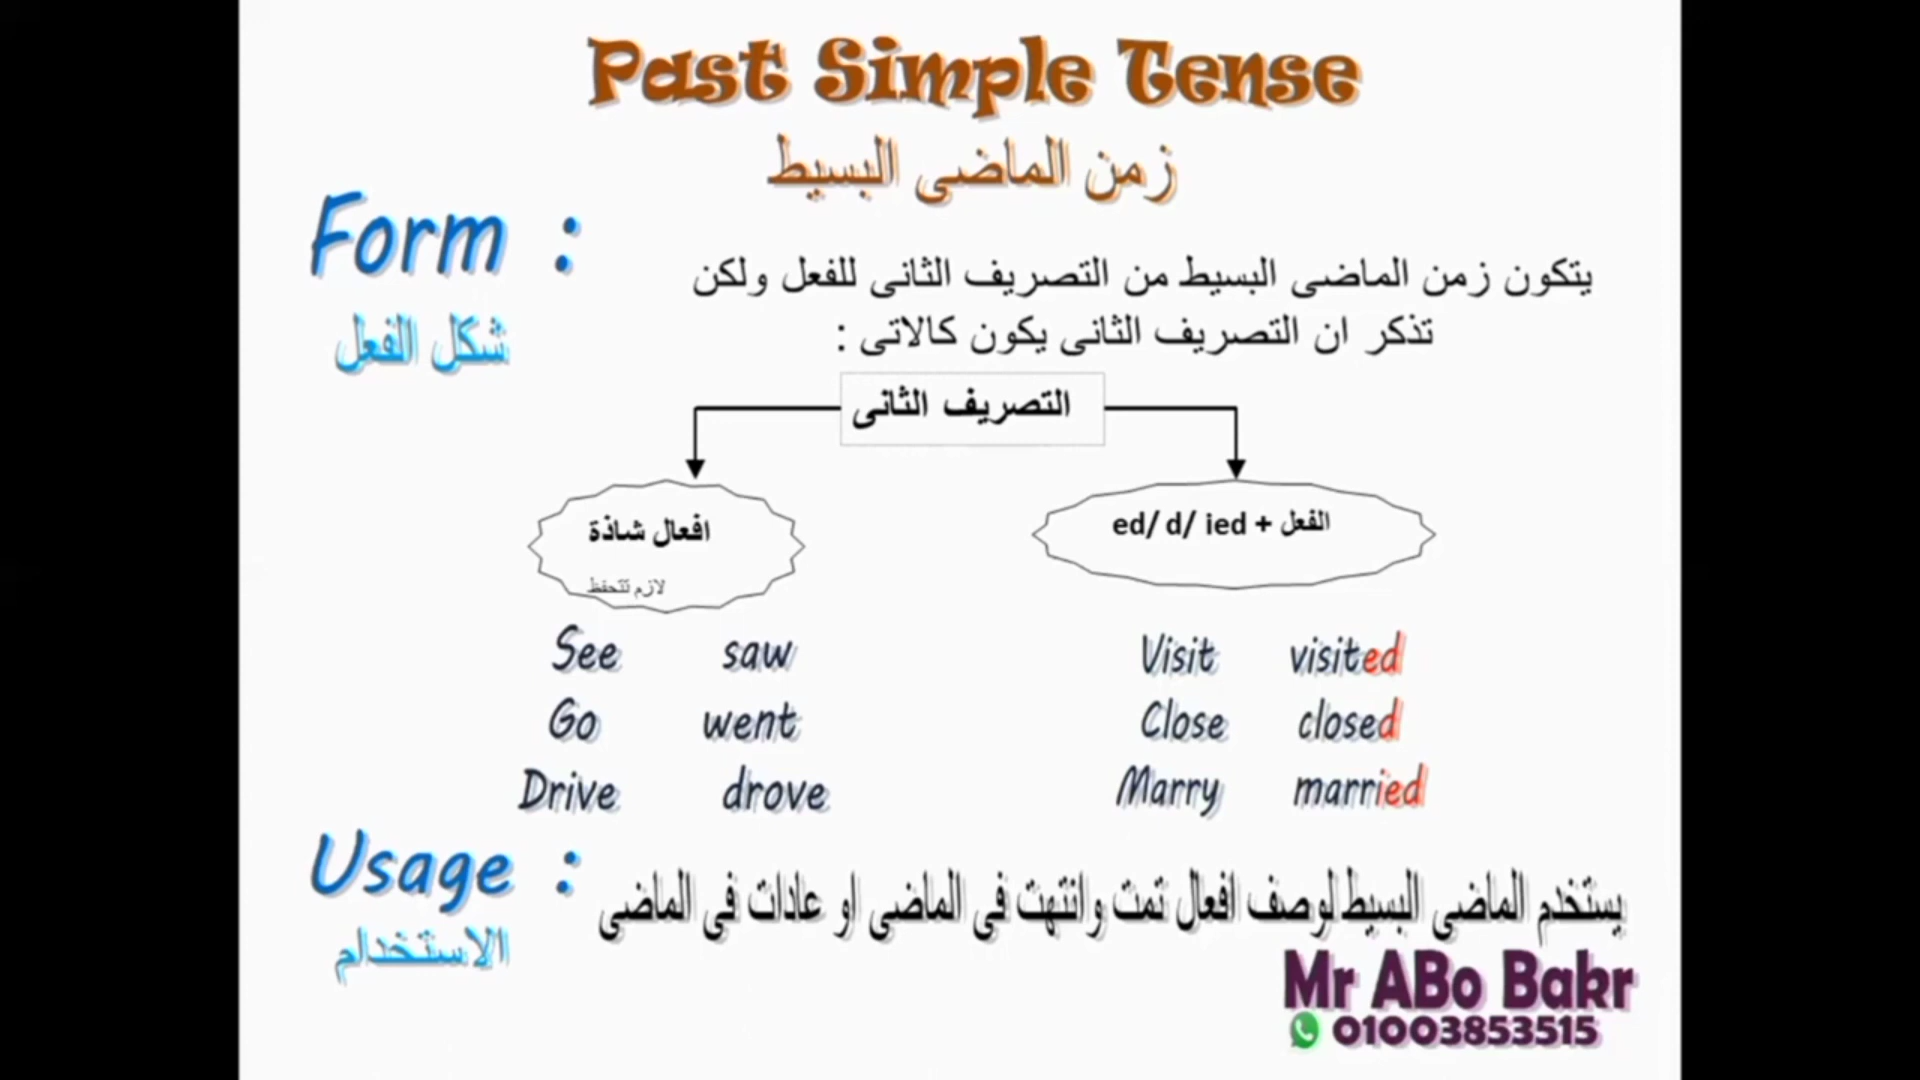 Past Simple Tense
زمن الماضى البسيط
Form :
شكل الفعل
يتكون زمن الماضى البسيط من التصريف الثانى للفعل ولكن
تذكر ان التصريف الثانى يكون كالاتى :
التصريف الثانى
افعال شاذة
لازم تتحفظ
الفعل + ed/ d/ ied
See saw
Go went
Drive drove
Visit visited
Close closed
Marry married
Usage :
الاستخدام
يستخدم الماضى البسيط لوصف افعال تمت وانتهت فى الماضى او عادات فى الماضى
Mr ABo Bakr
01003853515